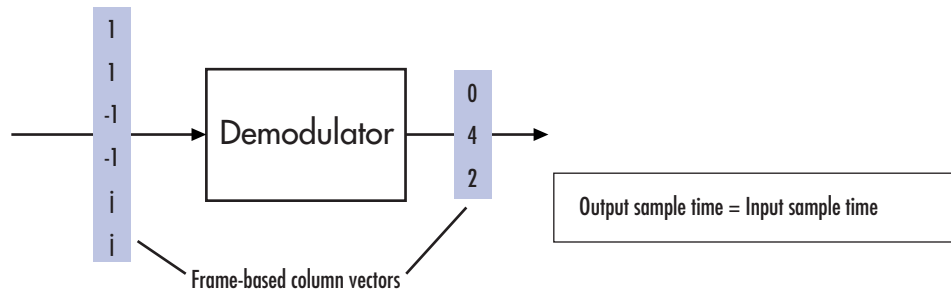 1
1
-1
-1
i
i
Demodulator
0
4
2
Output sample time = Input sample time
Frame-based column vectors